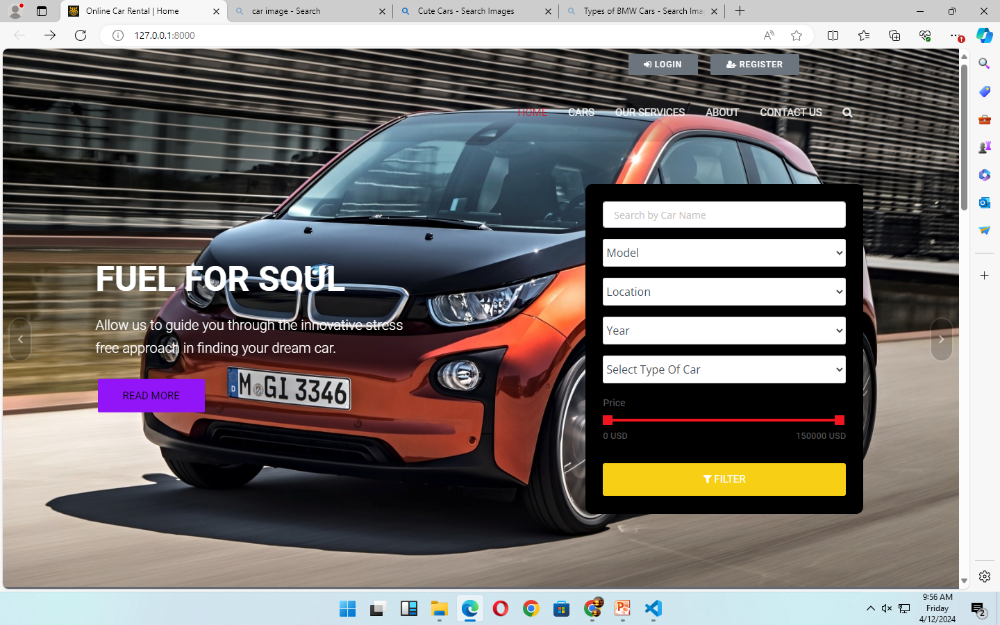 Online Car Rental | Home
car image - Search
Cute Cars - Search Images
Types of BMW Cars - Search Ima
127.0.0.1:8000
LOGIN
REGISTER
HOME
CARS
OUR SERVICES
ABOUT
CONTACT US
Search by Car Name
Model
Location
Year
Select Type Of Car
Price
0 USD
150000 USD
FILTER
FUEL FOR SOUL
Allow us to guide you through the innovative stress
free approach in finding your dream car.
READ MORE
D
M GI 3346
9:56 AM
Friday
4/12/2024
2